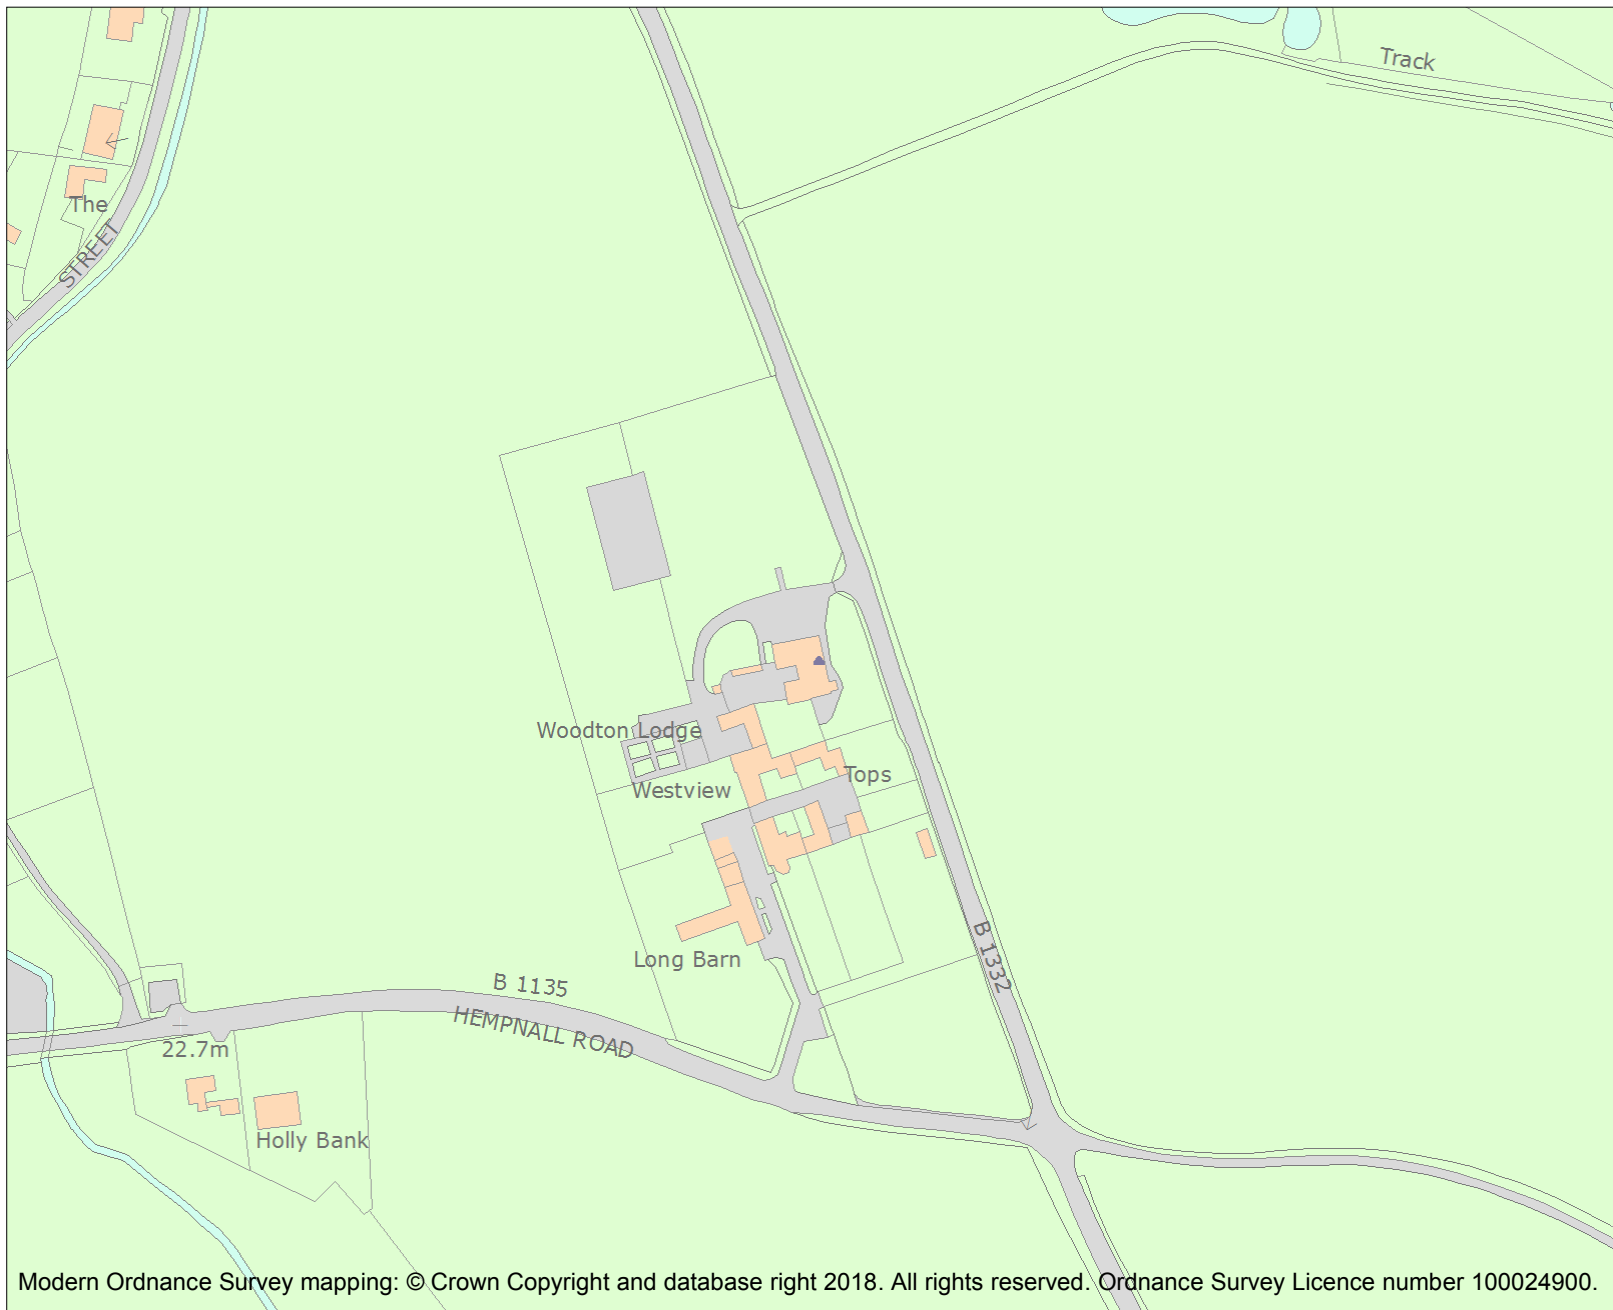 Track
The
STREET
Woodton Lodge
Tops
Westview
B 1332
Long Barn
B 1135
HEMPNALL ROAD
22.7m
Holly Bank
Modern Ordnance Survey mapping: © Crown Copyright and database right 2018. All rights reserved. Ordnance Survey Licence number 100024900.